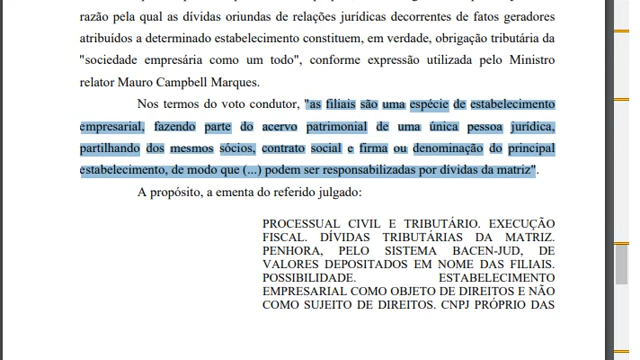 razão pela qual as dívidas oriundas de relações jurídicas decorrentes de fatos geradores
atribuídos a determinado estabelecimento constituem, em verdade, obrigação tributária da
"sociedade empresária como um todo", conforme expressão utilizada pelo Ministro
relator Mauro Campbell Marques.
Nos termos do voto condutor, "as filiais são uma espécie de estabelecimento
empresarial, fazendo parte do acervo patrimonial de uma única pessoa jurídica,
partilhando dos mesmos sócios, contrato social e firma ou denominação do principal
estabelecimento, de modo que (...) podem ser responsabilizadas por dívidas da matriz".
A propósito, a ementa do referido julgado:
PROCESSUAL CIVIL E TRIBUTÁRIO. EXECUÇÃO
FISCAL. DÍVIDAS TRIBUTÁRIAS DA MATRIZ.
PENHORA, PELO SISTEMA BACEN-JUD, DE
VALORES DEPOSITADOS EM NOME DAS FILIAIS.
POSSIBILIDADE. ESTABELECIMENTO
EMPRESARIAL COMO OBJETO DE DIREITOS E NÃO
COMO SUJEITO DE DIREITOS. CNPJ PRÓPRIO DAS